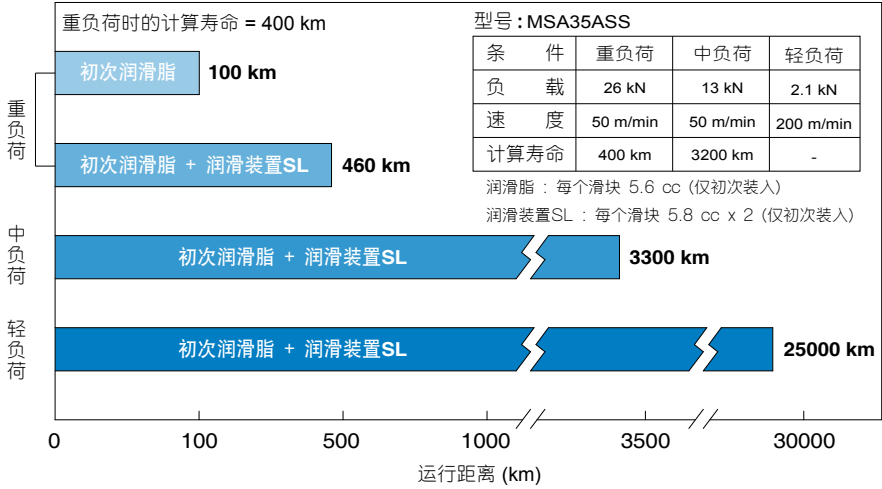 重负荷时的计算寿命 = 400 km
型号 : MSA35ASS
条 件 重负荷 中负荷 轻负荷
负 载 26 kN 13 kN 2.1 kN
速 度 50 m/min 50 m/min 200 m/min
计算寿命 400 km 3200 km -
润滑脂 : 每个滑块 5.6 cc (仅初次装入)
润滑装置SL : 每个滑块 5.8 cc x 2 (仅初次装入)
重负荷
初次润滑脂 100 km
初次润滑脂 + 润滑装置SL 460 km
中负荷
初次润滑脂 + 润滑装置SL 3300 km
轻负荷
初次润滑脂 + 润滑装置SL 25000 km
0 100 500 1000 3500 30000
运行距离 (km)